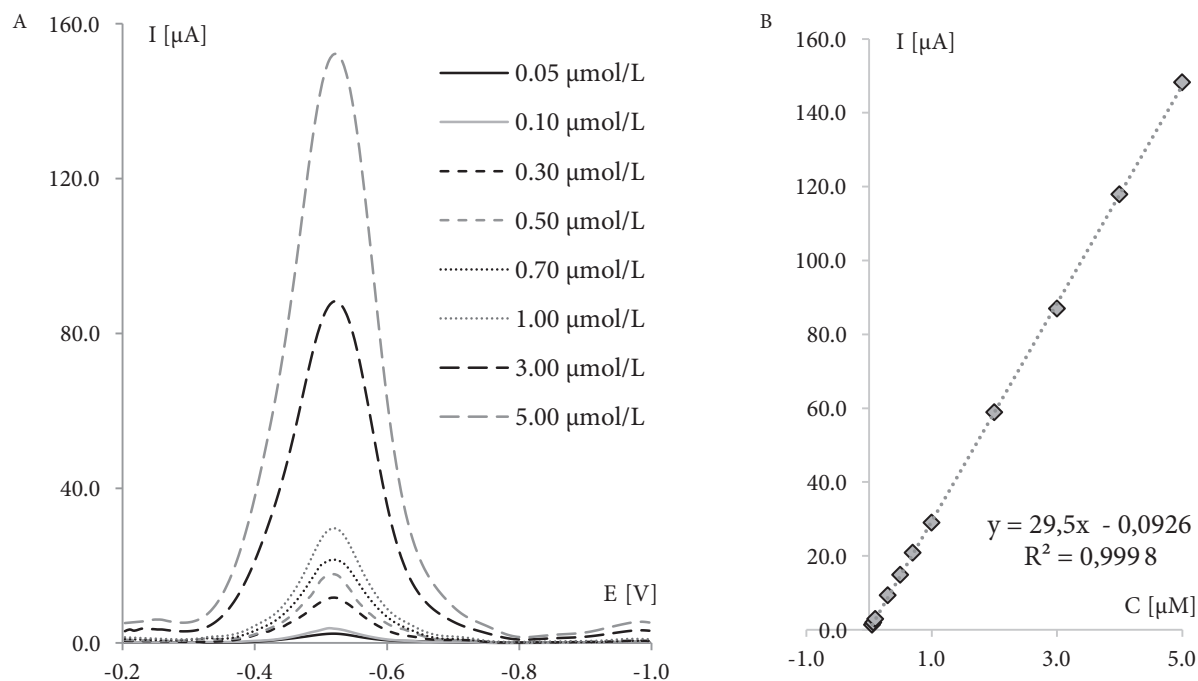 A
I [µA]
160.0
120.0
80.0
40.0
0.0
-0.2
-0.4
-0.6
-0.8
-1.0
E [V]
0.05 µmol/L
0.10 µmol/L
0.30 µmol/L
0.50 µmol/L
0.70 µmol/L
1.00 µmol/L
3.00 µmol/L
5.00 µmol/L
B
I [µA]
160.0
140.0
120.0
100.0
80.0
60.0
40.0
20.0
0.0
-1.0
1.0
3.0
5.0
y = 29,5x - 0,0926
R² = 0,9998
C [µM]